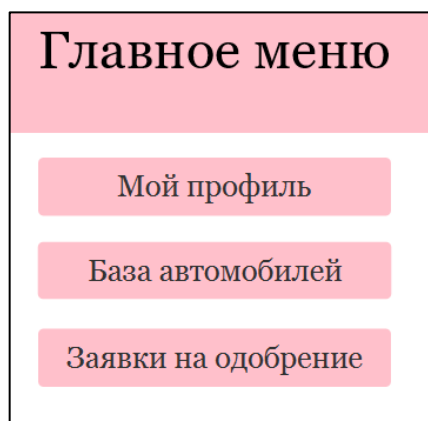 Главное меню
Мой профиль
База автомобилей
Заявки на одобрение